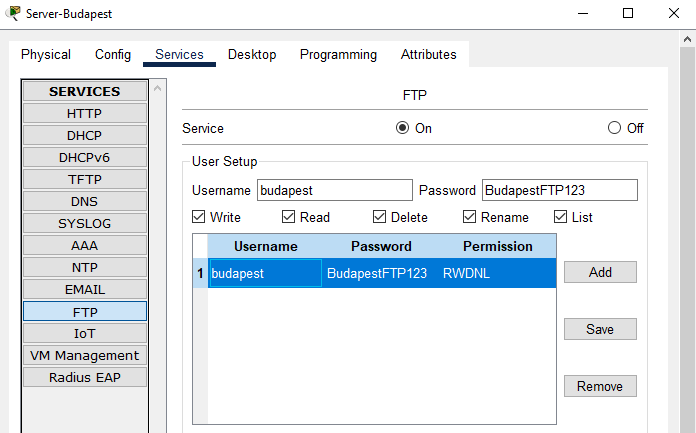 Server-Budapest
Physical Config Services Desktop Programming Attributes
SERVICES
HTTP
DHCP
DHCPv6
TFTP
DNS
SYSLOG
AAA
NTP
EMAIL
FTP
IoT
VM Management
Radius EAP
FTP
Service On Off
User Setup
Username budapest Password BudapestFTP123
Write Read Delete Rename List
Username Password Permission
1 budapest BudapestFTP123 RWDNL
Add
Save
Remove